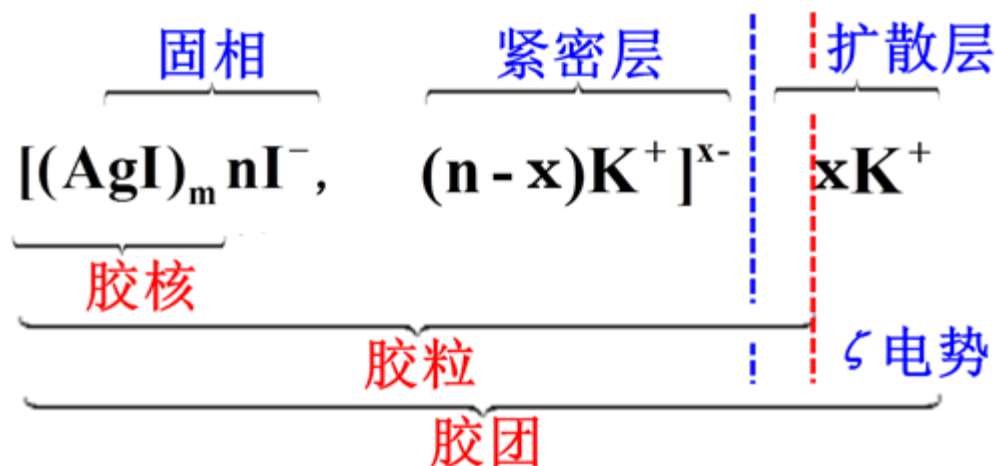 固相 紧密层 扩散层
[(AgI)m nI⁻, (n - x)K⁺]ˣ⁻ xK⁺
胶核
胶粒 ζ电势
胶团